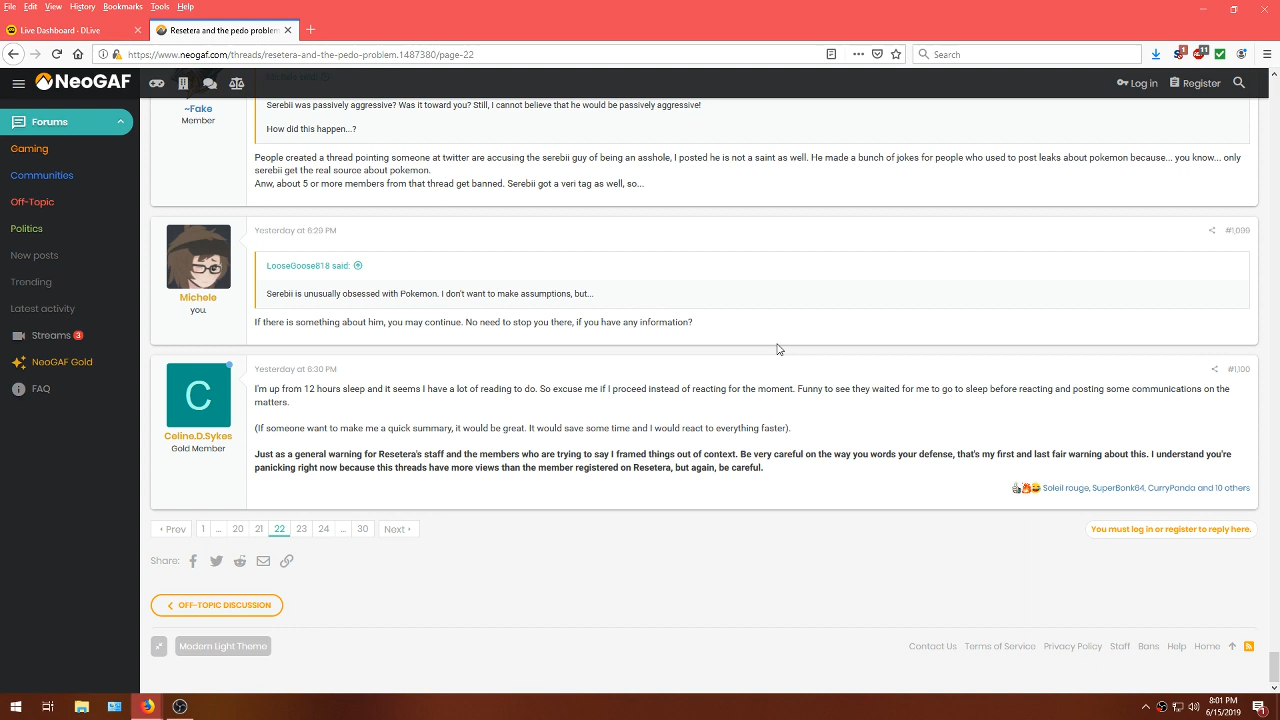 File Edit View History Bookmarks Tools Help
Live Dashboard - DLive
Resetera and the pedo problem
https://www.neogaf.com/threads/resetera-and-the-pedo-problem.1487380/page-22
Search
NeoGAF
Log in
Register
Forums
Gaming
Communities
Off-Topic
Politics
New posts
Trending
Latest activity
Streams 3
NeoGAF Gold
FAQ
~Fake
Member
Serebii was passively aggressive? Was it toward you? Still, I cannot believe that he would be passively aggressive!
How did this happen...?
People created a thread pointing someone at twitter are accusing the serebii guy of being an asshole, I posted he is not a saint as well. He made a bunch of jokes for people who used to post leaks about pokemon because... you know... only
serebii get the real source about pokemon.
Anw, about 5 or more members from that thread get banned. Serebii got a veri tag as well, so...
Yesterday at 6:29 PM
#1,099
Michele
you.
LooseGoose818 said:
Serebii is unusually obsessed with Pokemon. I don't want to make assumptions, but...
If there is something about him, you may continue. No need to stop you there, if you have any information?
Yesterday at 6:30 PM
#1,100
C
Celine.D.Sykes
Gold Member
I'm up from 12 hours sleep and it seems I have a lot of reading to do. So excuse me if I proceed instead of reacting for the moment. Funny to see they waited for me to go to sleep before reacting and posting some communications on the
matters.
(If someone want to make me a quick summary, it would be great. It would save some time and I would react to everything faster).
Just as a general warning for Resetera's staff and the members who are trying to say I framed things out of context. Be very careful on the way you words your defense, that's my first and last fair warning about this. I understand you're
panicking right now because this threads have more views than the member registered on Resetera, but again, be careful.
Soleil rouge, SuperBonk64, CurryPanda and 10 others
Prev 1 ... 20 21 22 23 24 ... 30 Next
You must log in or register to reply here.
Share:
OFF-TOPIC DISCUSSION
Modern Light Theme
Contact Us Terms of Service Privacy Policy Staff Bans Help Home
8:01 PM
6/15/2019